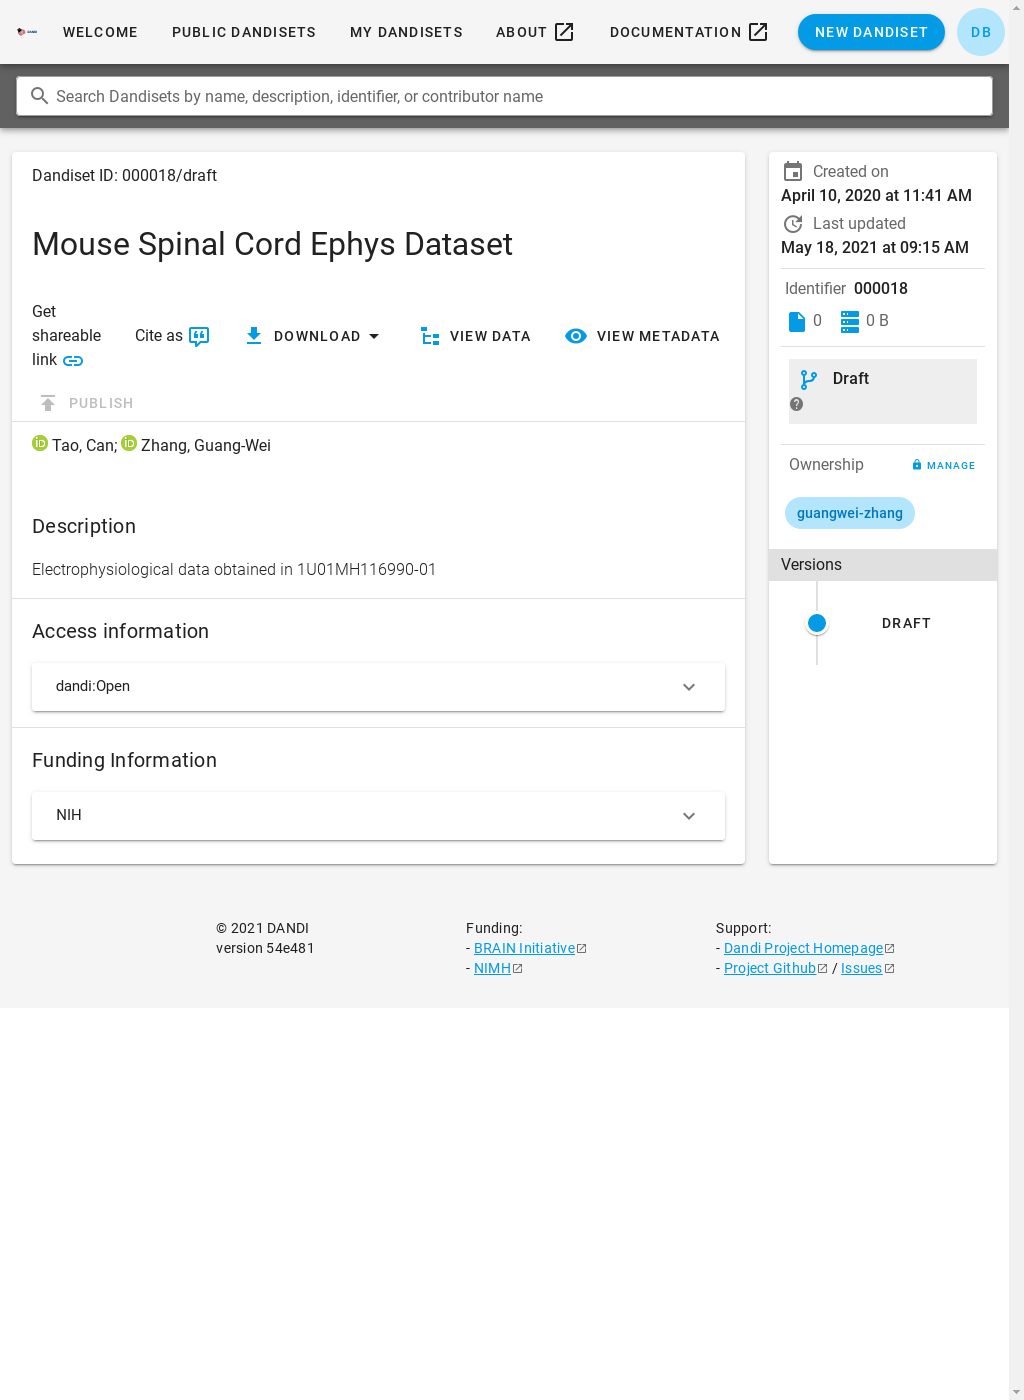 WELCOME PUBLIC DANDISETS MY DANDISETS ABOUT DOCUMENTATION NEW DANDISET DB
Search Dandisets by name, description, identifier, or contributor name
Dandiset ID: 000018/draft
Mouse Spinal Cord Ephys Dataset
Get
shareable
link
Cite as
DOWNLOAD
VIEW DATA
VIEW METADATA
PUBLISH
Tao, Can; Zhang, Guang-Wei
Description
Electrophysiological data obtained in 1U01MH116990-01
Access information
dandi:Open
Funding Information
NIH
Created on
April 10, 2020 at 11:41 AM
Last updated
May 18, 2021 at 09:15 AM
Identifier 000018
0 0 B
Draft
Ownership MANAGE
guangwei-zhang
Versions
DRAFT
© 2021 DANDI
version 54e481
Funding:
- BRAIN Initiative
- NIMH
Support:
- Dandi Project Homepage
- Project Github / Issues